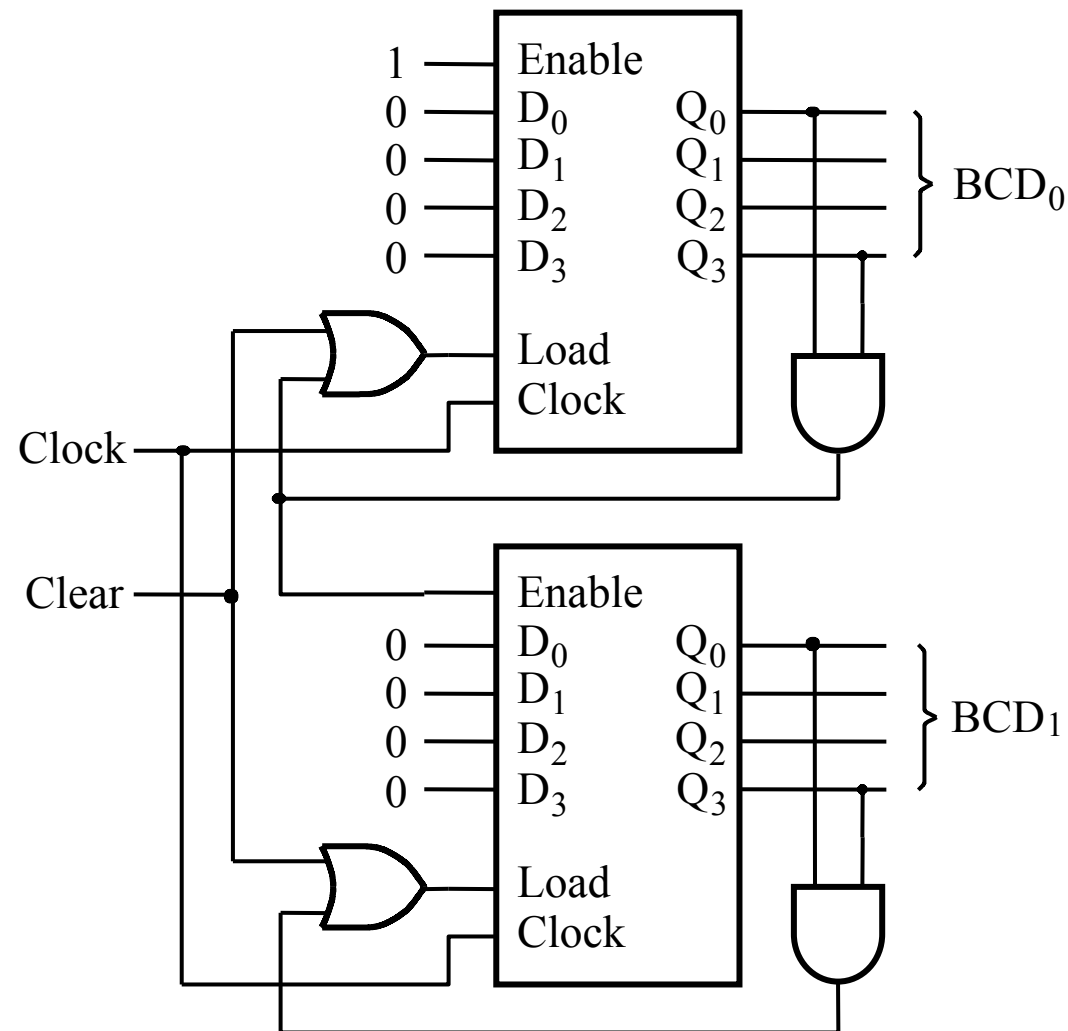 1 Enable
0 D₀ Q₀
0 D₁ Q₁
0 D₂ Q₂ BCD₀
0 D₃ Q₃
Load
Clock
Clock
Clear
Enable
0 D₀ Q₀
0 D₁ Q₁
0 D₂ Q₂ BCD₁
0 D₃ Q₃
Load
Clock